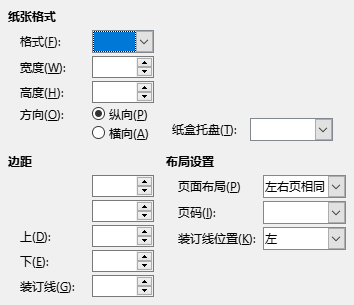 纸张格式
格式(F):
宽度(W):
高度(H):
方向(O): 纵向(P)
横向(A) 纸盒托盘(T):
边距 布局设置
页面布局(P) 左右页相同
页码(I):
上(D): 装订线位置(K): 左
下(E):
装订线(G):